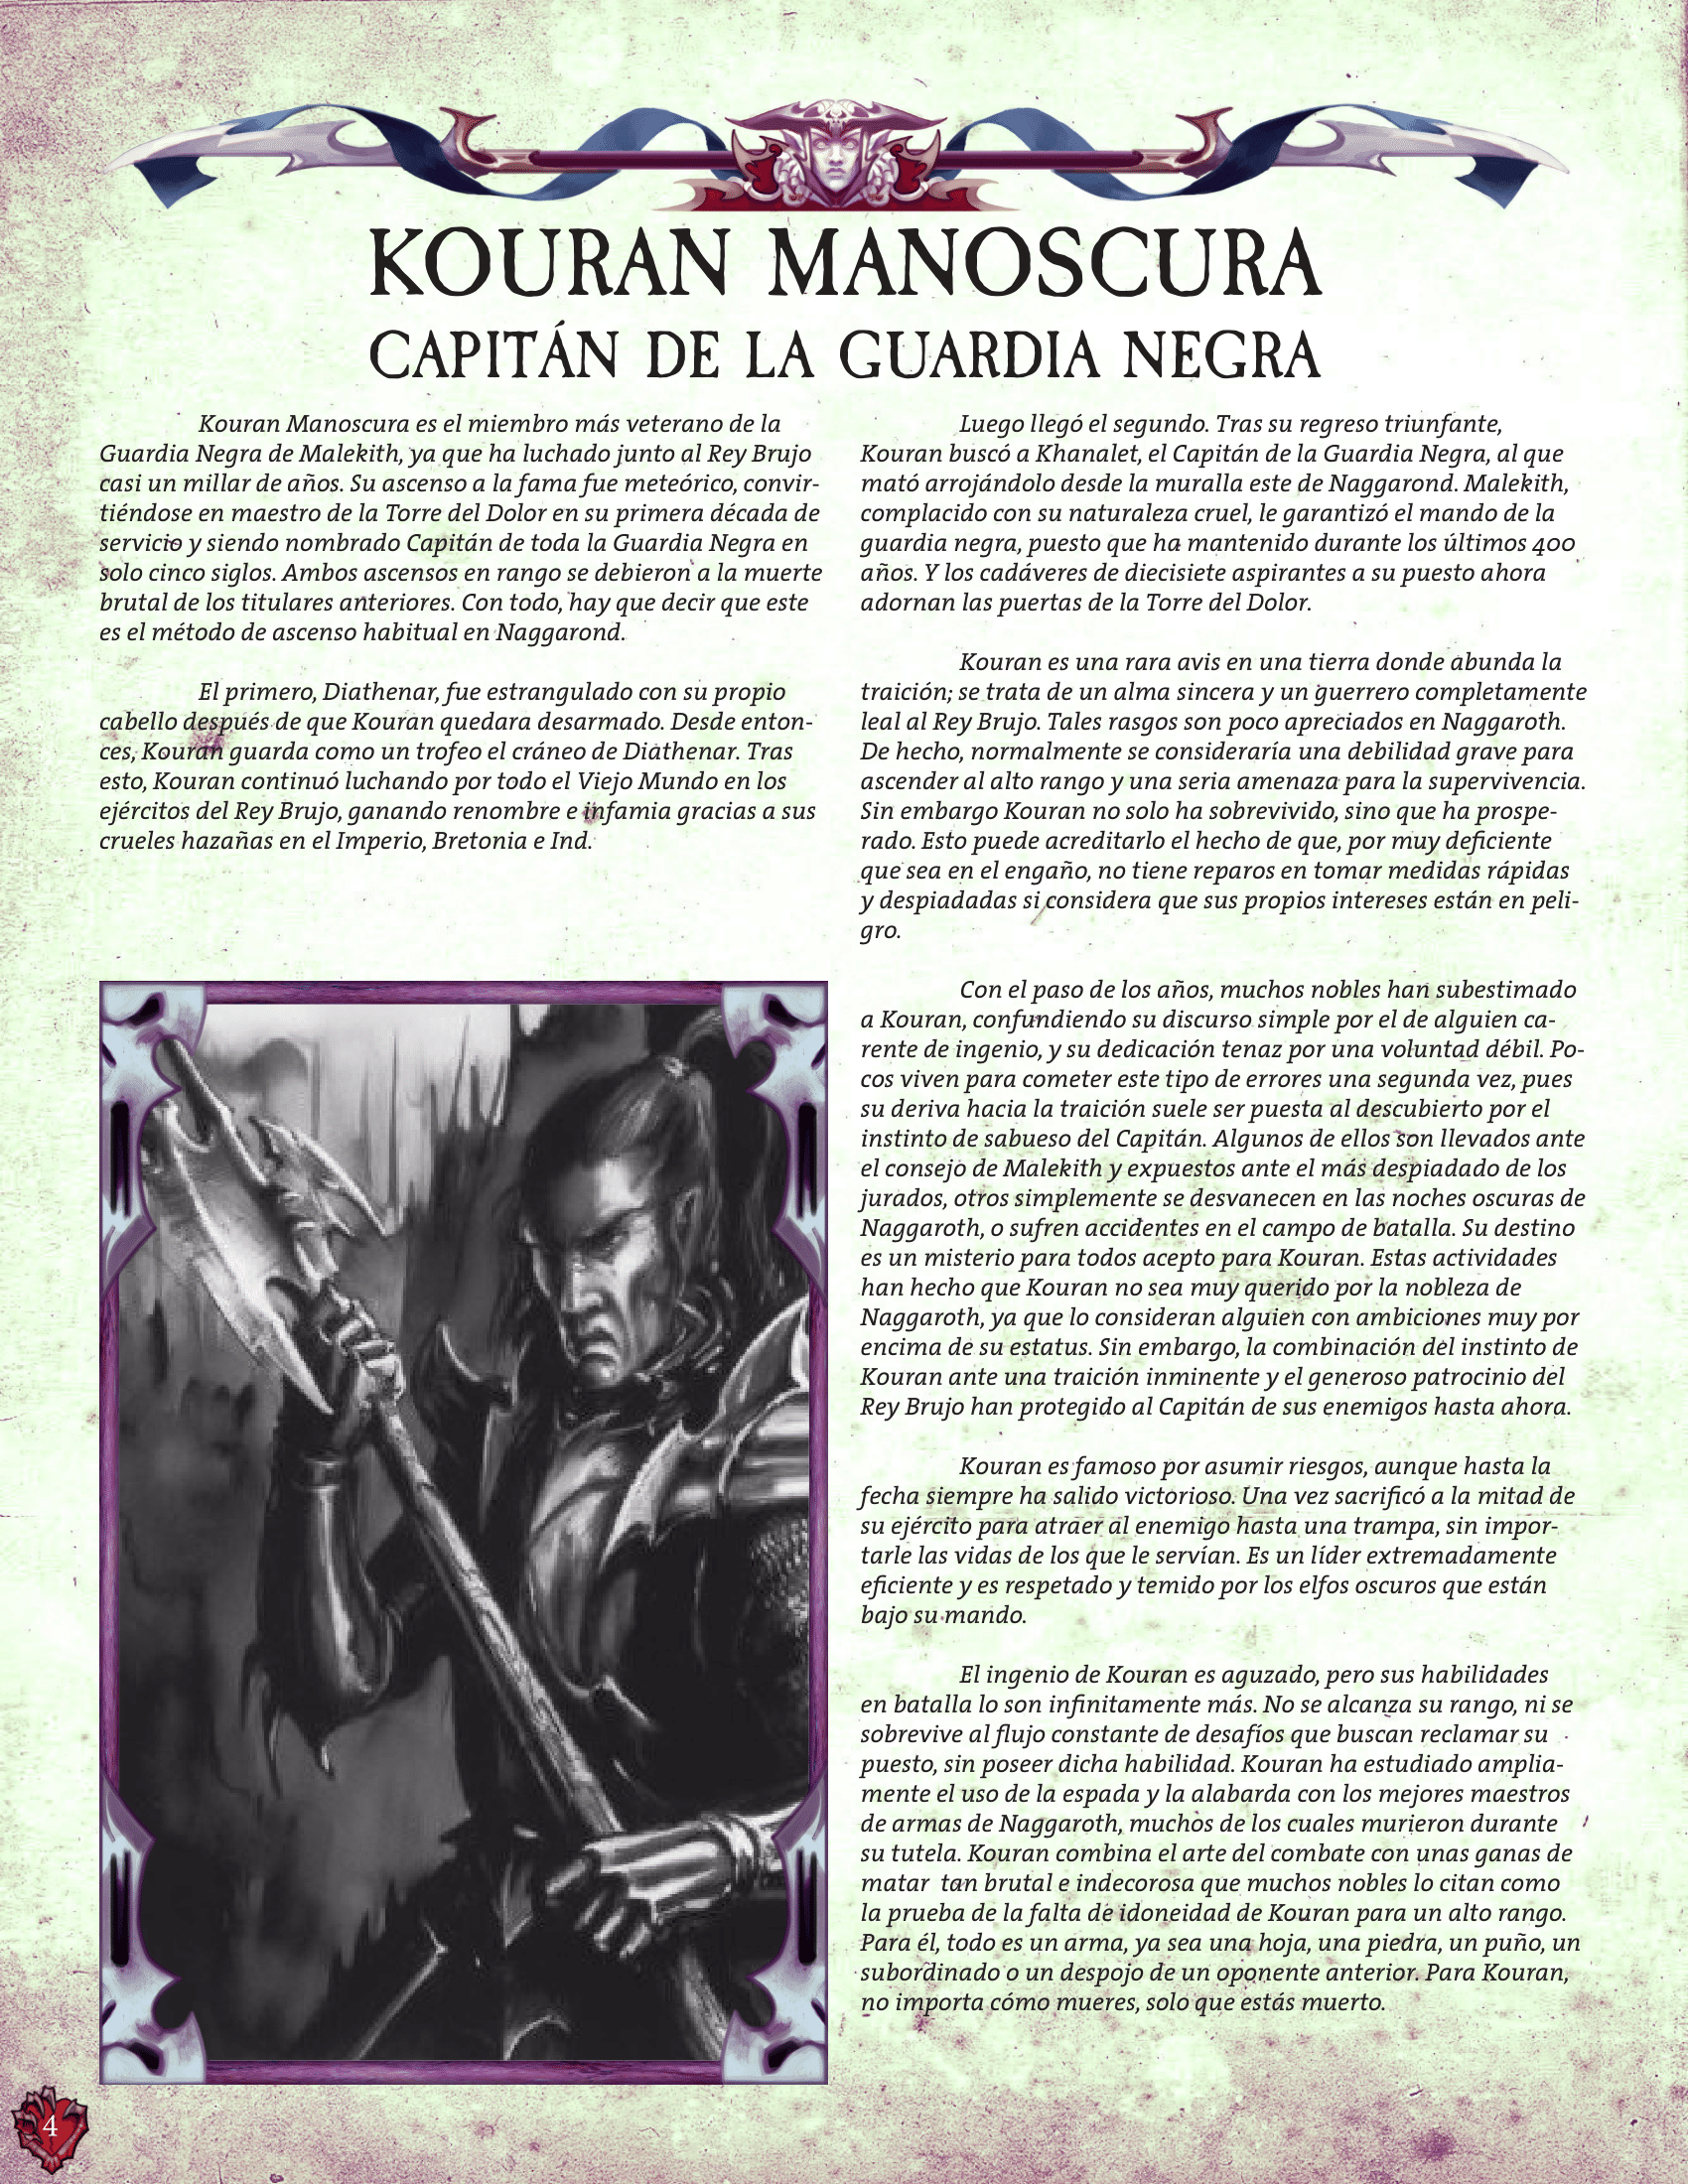 KOURAN MANOSCURA
CAPITÁN DE LA GUARDIA NEGRA
Kouran Manoscura es el miembro más veterano de la
Guardia Negra de Malekith, ya que ha luchado junto al Rey Brujo
casi un millar de años. Su ascenso a la fama fue meteórico, convir-
tiéndose en maestro de la Torre del Dolor en su primera década de
servicio y siendo nombrado Capitán de toda la Guardia Negra en
solo cinco siglos. Ambos ascensos en rango se debieron a la muerte
brutal de los titulares anteriores. Con todo, hay que decir que este
es el método de ascenso habitual en Naggarond.
El primero, Diathenar, fue estrangulado con su propio
cabello después de que Kouran quedara desarmado. Desde enton-
ces, Kouran guarda como un trofeo el cráneo de Diathenar. Tras
esto, Kouran continuó luchando por todo el Viejo Mundo en los
ejércitos del Rey Brujo, ganando renombre e infamia gracias a sus
crueles hazañas en el Imperio, Bretonia e Ind.
Luego llegó el segundo. Tras su regreso triunfante,
Kouran buscó a Khanalet, el Capitán de la Guardia Negra, al que
mató arrojándolo desde la muralla este de Naggarond. Malekith,
complacido con su naturaleza cruel, le garantizó el mando de la
guardia negra, puesto que ha mantenido durante los últimos 400
años. Y los cadáveres de diecisiete aspirantes a su puesto ahora
adornan las puertas de la Torre del Dolor.
Kouran es una rara avis en una tierra donde abunda la
traición; se trata de un alma sincera y un guerrero completamente
leal al Rey Brujo. Tales rasgos son poco apreciados en Naggaroth.
De hecho, normalmente se consideraría una debilidad grave para
ascender al alto rango y una seria amenaza para la supervivencia.
Sin embargo Kouran no solo ha sobrevivido, sino que ha prospe-
rado. Esto puede acreditarlo el hecho de que, por muy deficiente
que sea en el engaño, no tiene reparos en tomar medidas rápidas
y despiadadas si considera que sus propios intereses están en peli-
gro.
Con el paso de los años, muchos nobles han subestimado
a Kouran, confundiendo su discurso simple por el de alguien ca-
rente de ingenio, y su dedicación tenaz por una voluntad débil. Po-
cos viven para cometer este tipo de errores una segunda vez, pues
su deriva hacia la traición suele ser puesta al descubierto por el
instinto de sabueso del Capitán. Algunos de ellos son llevados ante
el consejo de Malekith y expuestos ante el más despiadado de los
jurados, otros simplemente se desvanecen en las noches oscuras de
Naggaroth, o sufren accidentes en el campo de batalla. Su destino
es un misterio para todos acepto para Kouran. Estas actividades
han hecho que Kouran no sea muy querido por la nobleza de
Naggaroth, ya que lo consideran alguien con ambiciones muy por
encima de su estatus. Sin embargo, la combinación del instinto de
Kouran ante una traición inminente y el generoso patrocinio del
Rey Brujo han protegido al Capitán de sus enemigos hasta ahora.
Kouran es famoso por asumir riesgos, aunque hasta la
fecha siempre ha salido victorioso. Una vez sacrificó a la mitad de
su ejército para atraer al enemigo hasta una trampa, sin impor-
tarle las vidas de los que le servían. Es un líder extremadamente
eficiente y es respetado y temido por los elfos oscuros que están
bajo su mando.
El ingenio de Kouran es aguzado, pero sus habilidades
en batalla lo son infinitamente más. No se alcanza su rango, ni se
sobrevive al flujo constante de desafíos que buscan reclamar su
puesto, sin poseer dicha habilidad. Kouran ha estudiado amplia-
mente el uso de la espada y la alabarda con los mejores maestros
de armas de Naggaroth, muchos de los cuales murieron durante
su tutela. Kouran combina el arte del combate con unas ganas de
matar tan brutal e indecorosa que muchos nobles lo citan como
la prueba de la falta de idoneidad de Kouran para un alto rango.
Para él, todo es un arma, ya sea una hoja, una piedra, un puño, un
subordinado o un despojo de un oponente anterior. Para Kouran,
no importa cómo mueres, solo que estás muerto.
4